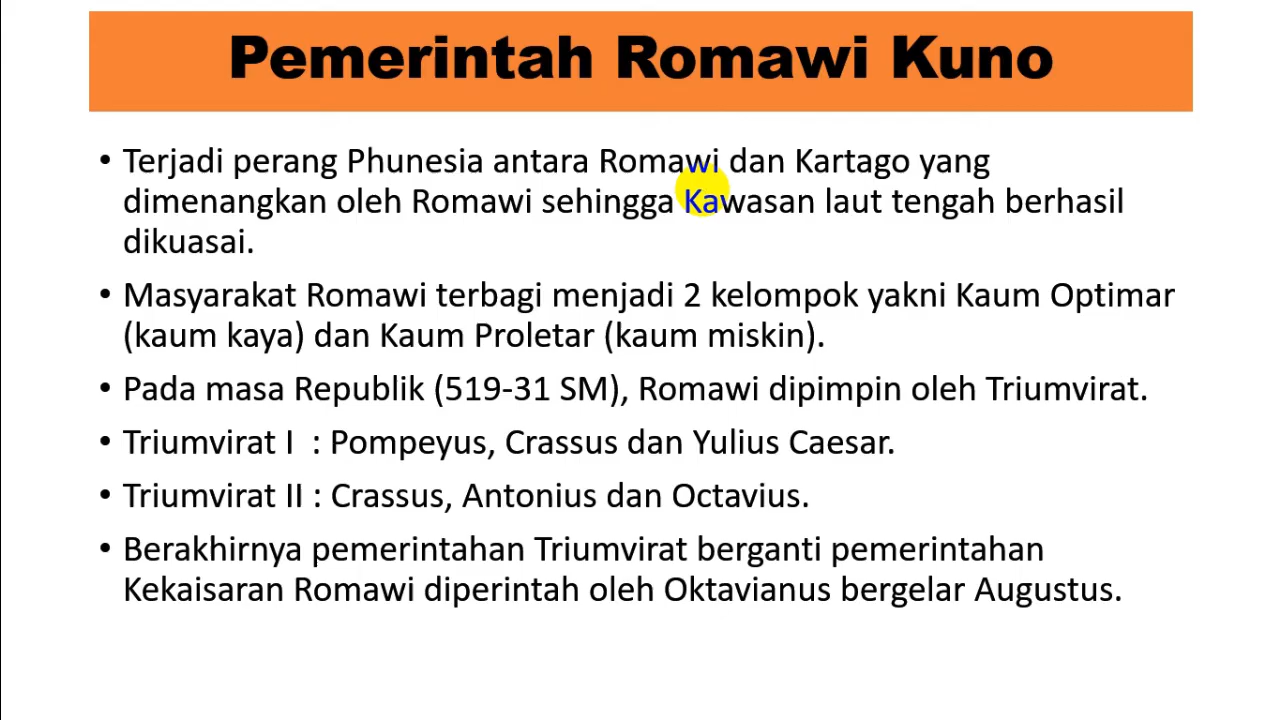 Pemerintah Romawi Kuno
• Terjadi perang Phunesia antara Romawi dan Kartago yang
dimenangkan oleh Romawi sehingga Kawasan laut tengah berhasil
dikuasai.
• Masyarakat Romawi terbagi menjadi 2 kelompok yakni Kaum Optimar
(kaum kaya) dan Kaum Proletar (kaum miskin).
• Pada masa Republik (519-31 SM), Romawi dipimpin oleh Triumvirat.
• Triumvirat I  : Pompeyus, Crassus dan Yulius Caesar.
• Triumvirat II : Crassus, Antonius dan Octavius.
• Berakhirnya pemerintahan Triumvirat berganti pemerintahan
Kekaisaran Romawi diperintah oleh Oktavianus bergelar Augustus.